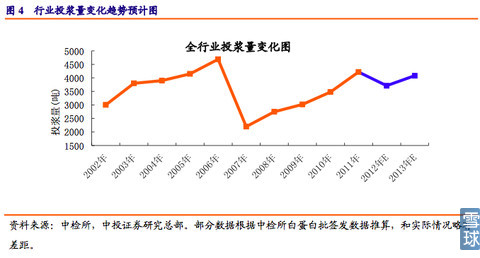 图 4 行业投浆量变化趋势预计图
全行业投浆量变化图
投浆量(吨)
5000
4500
4000
3500
3000
2500
2000
1500
2002年
2003年
2004年
2005年
2006年
2007年
2008年
2009年
2010年
2011年
2012年E
2013年E
资料来源：中检所，中投证券研究总部。部分数据根据中检所白蛋白批签发数据推算，和实际情况略
差距。
雪球